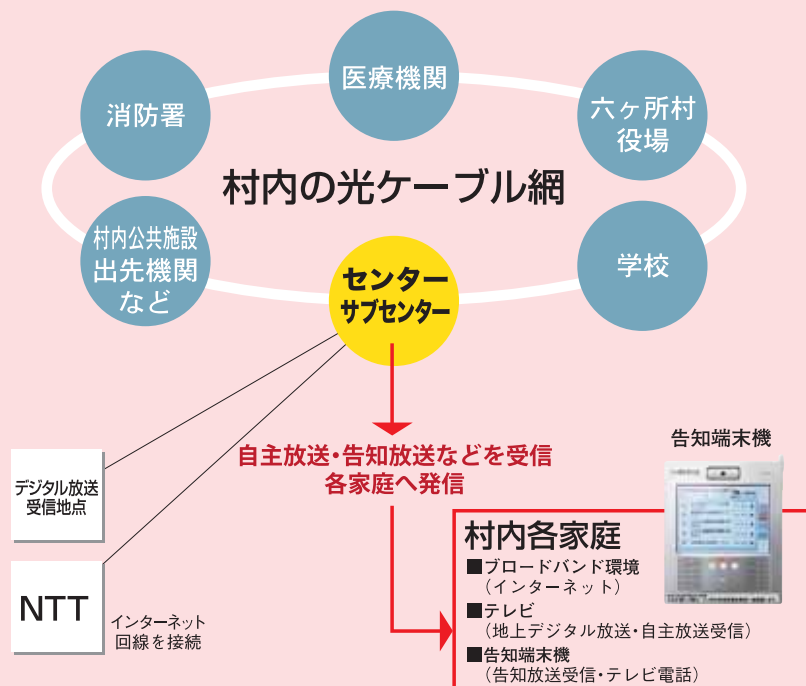 医療機関
消防署
六ヶ所村
役場
村内の光ケーブル網
村内公共施設
出先機関
など
学校
センター
サブセンター
自主放送・告知放送などを受信
各家庭へ発信
デジタル放送
受信地点
NTT
インターネット
回線を接続
告知端末機
村内各家庭
■ブロードバンド環境
（インターネット）
■テレビ
（地上デジタル放送・自主放送受信）
■告知端末機
（告知放送受信・テレビ電話）